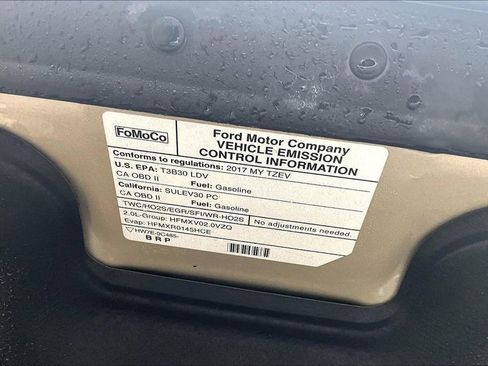 FoMoCo
Ford Motor Company
VEHICLE EMISSION
CONTROL INFORMATION
Conforms to regulations: 2017 MY TZEV
U.S. EPA: T3B30 LDV
CA OBD II Fuel: Gasoline
California: SULEV30 PC
CA OBD II Fuel: Gasoline
TWC/HO2S/EGR/SFI/WR-HO2S No adjustments needed.
2.0L-Group: HFMXV02.0VZQ
Evap: HFMXR0145HCE
HW7E-9C485-
BRP